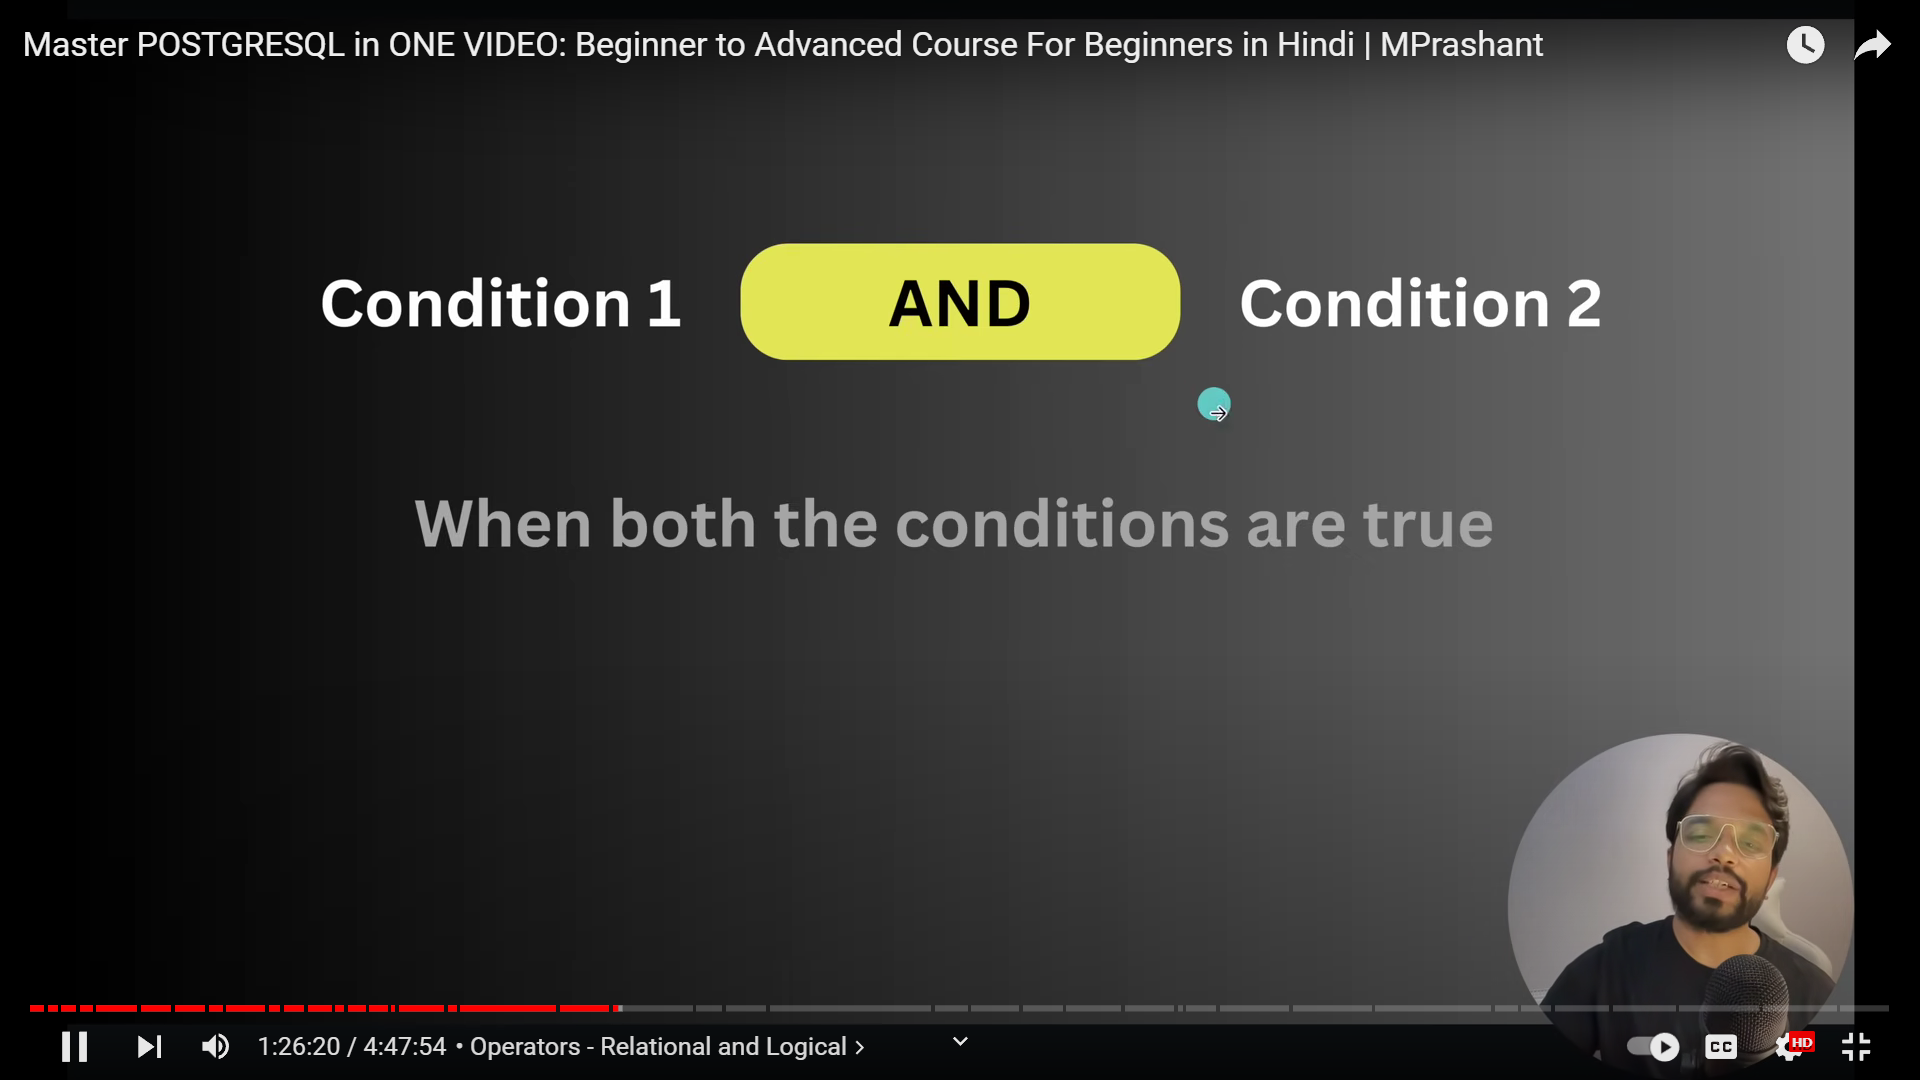 Master POSTGRESQL in ONE VIDEO: Beginner to Advanced Course For Beginners in Hindi | MPrashant
Condition 1 AND Condition 2
When both the conditions are true
1:26:20 / 4:47:54 • Operators - Relational and Logical
CC
HD